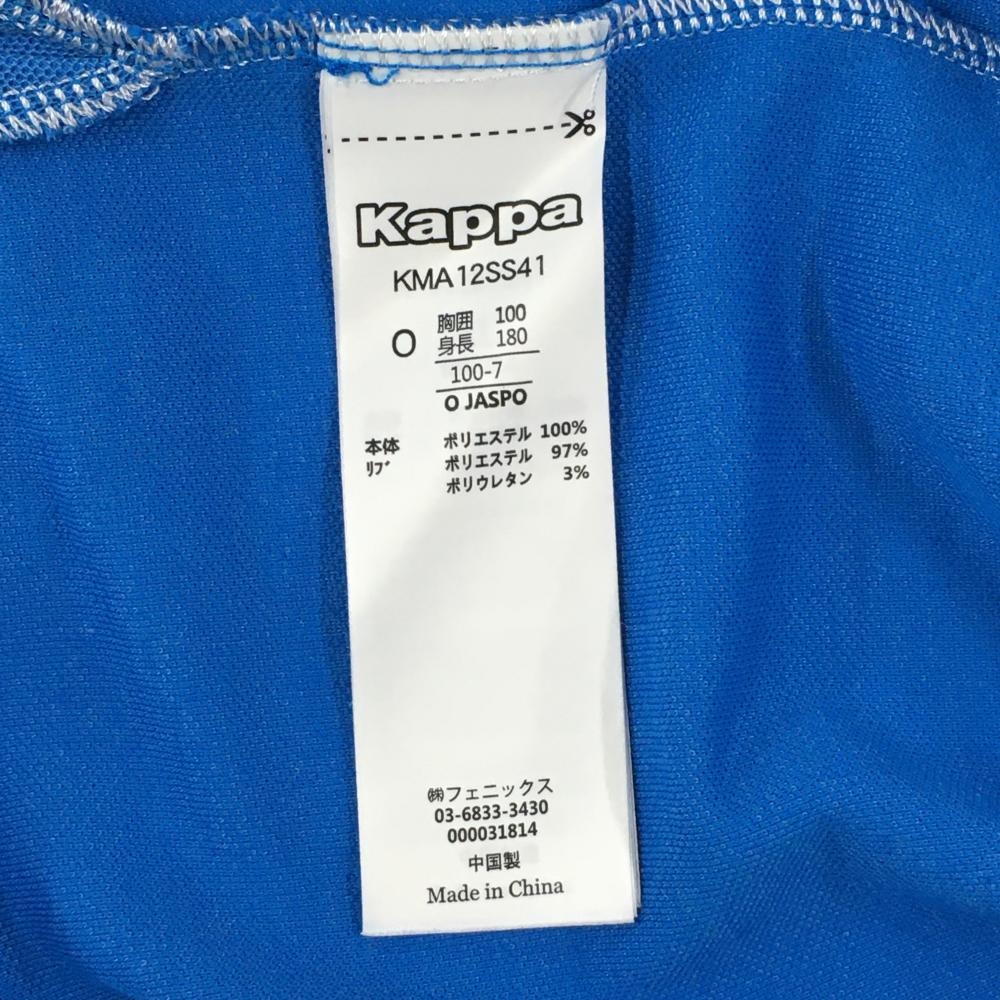 Kappa
KMA12SS41
O 胸囲 100
身長 180
100-7
O JASPO
本体 ポリエステル 100%
リブ ポリエステル 97%
ポリウレタン 3%
㈱フェニックス
03-6833-3430
000031814
中国製
Made in China